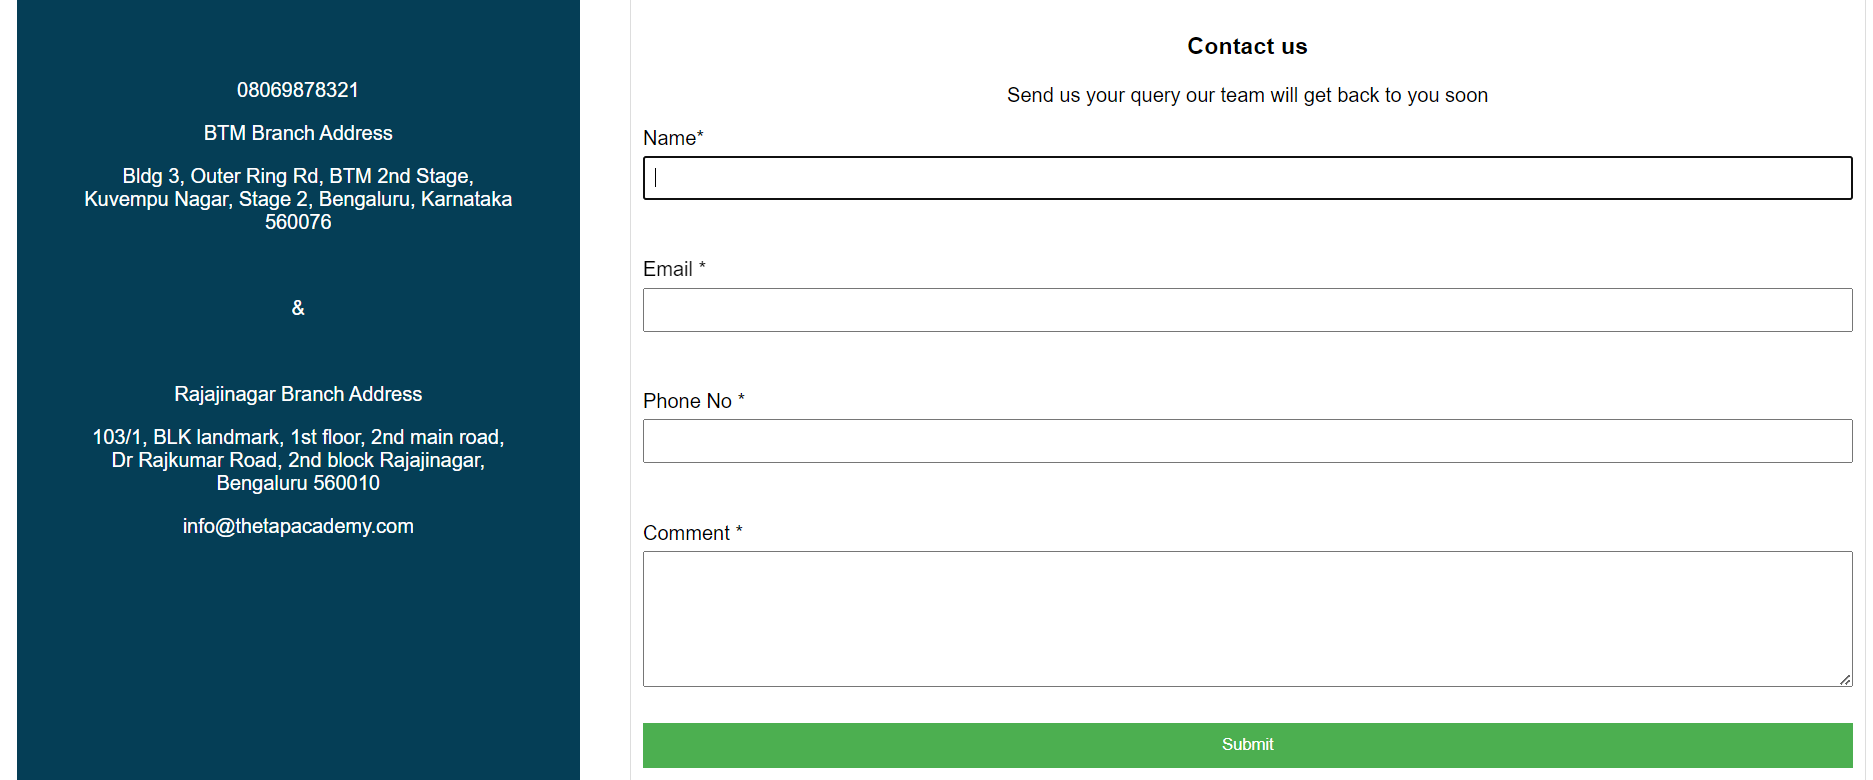 08069878321
BTM Branch Address
Bldg 3, Outer Ring Rd, BTM 2nd Stage,
Kuvempu Nagar, Stage 2, Bengaluru, Karnataka
560076
&
Rajajinagar Branch Address
103/1, BLK landmark, 1st floor, 2nd main road,
Dr Rajkumar Road, 2nd block Rajajinagar,
Bengaluru 560010
info@thetapacademy.com
Contact us
Send us your query our team will get back to you soon
Name*
Email *
Phone No *
Comment *
Submit